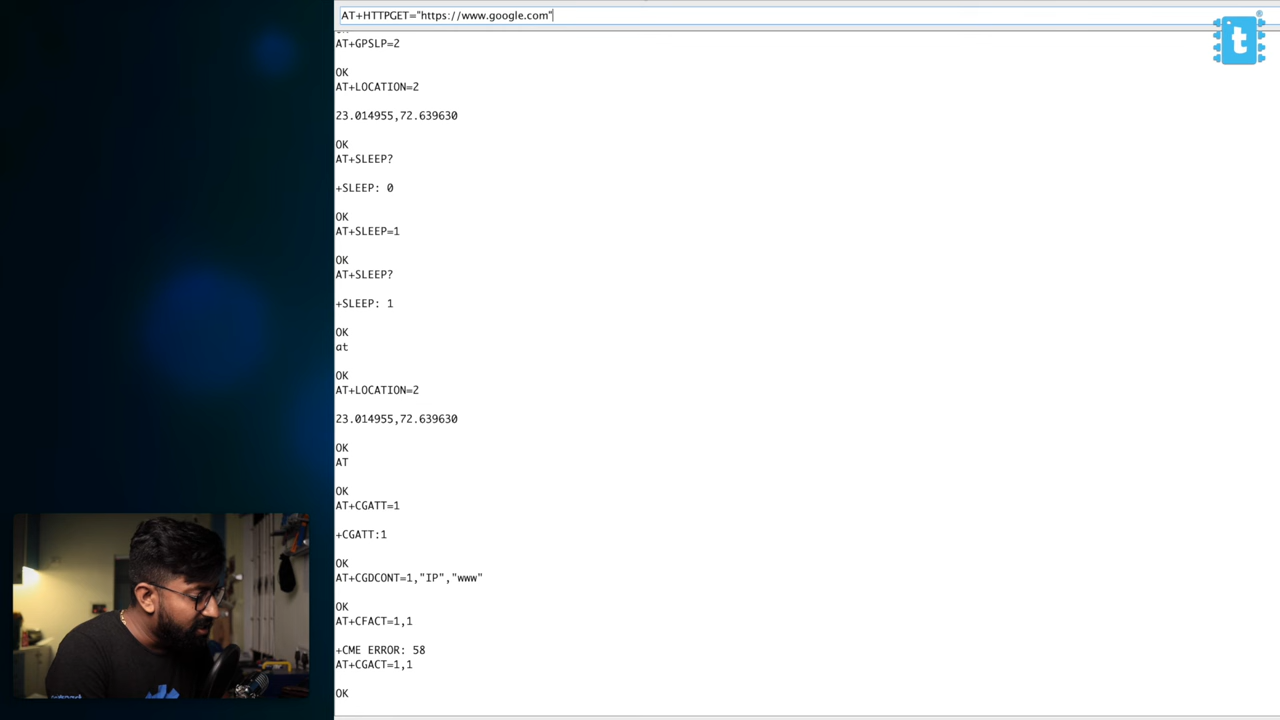 AT+HTTPGET="https://www.google.com"
AT+GPSLP=2
OK
AT+LOCATION=2
23.014955,72.639630
OK
AT+SLEEP?
+SLEEP: 0
OK
AT+SLEEP=1
OK
AT+SLEEP?
+SLEEP: 1
OK
at
OK
AT+LOCATION=2
23.014955,72.639630
OK
AT
OK
AT+CGATT=1
+CGATT:1
OK
AT+CGDCONT=1,"IP","www"
OK
AT+CFACT=1,1
+CME ERROR: 58
AT+CGACT=1,1
OK
t
®